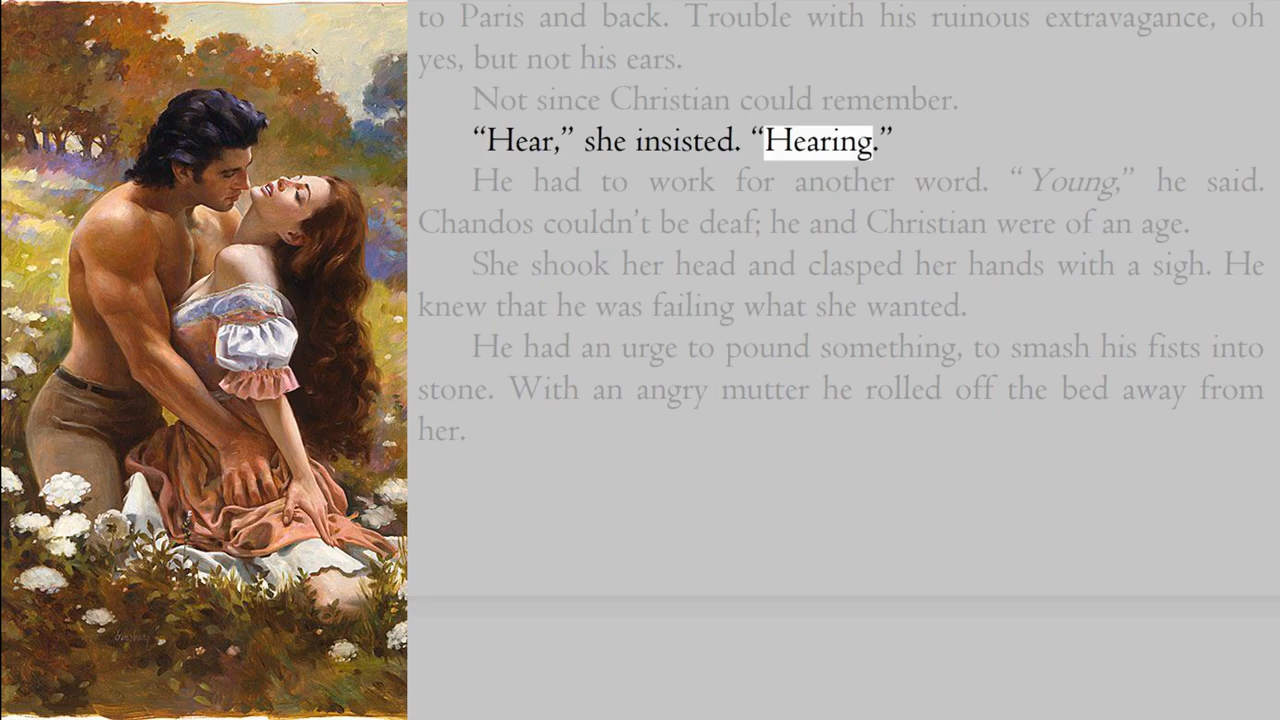 to Paris and back. Trouble with his ruinous extravagance, oh
yes, but not his ears.
Not since Christian could remember.
“Hear,” she insisted. “Hearing.”
He had to work for another word. “Young,” he said.
Chandos couldn’t be deaf; he and Christian were of an age.
She shook her head and clasped her hands with a sigh. He
knew that he was failing what she wanted.
He had an urge to pound something, to smash his fists into
stone. With an angry mutter he rolled off the bed away from
her.